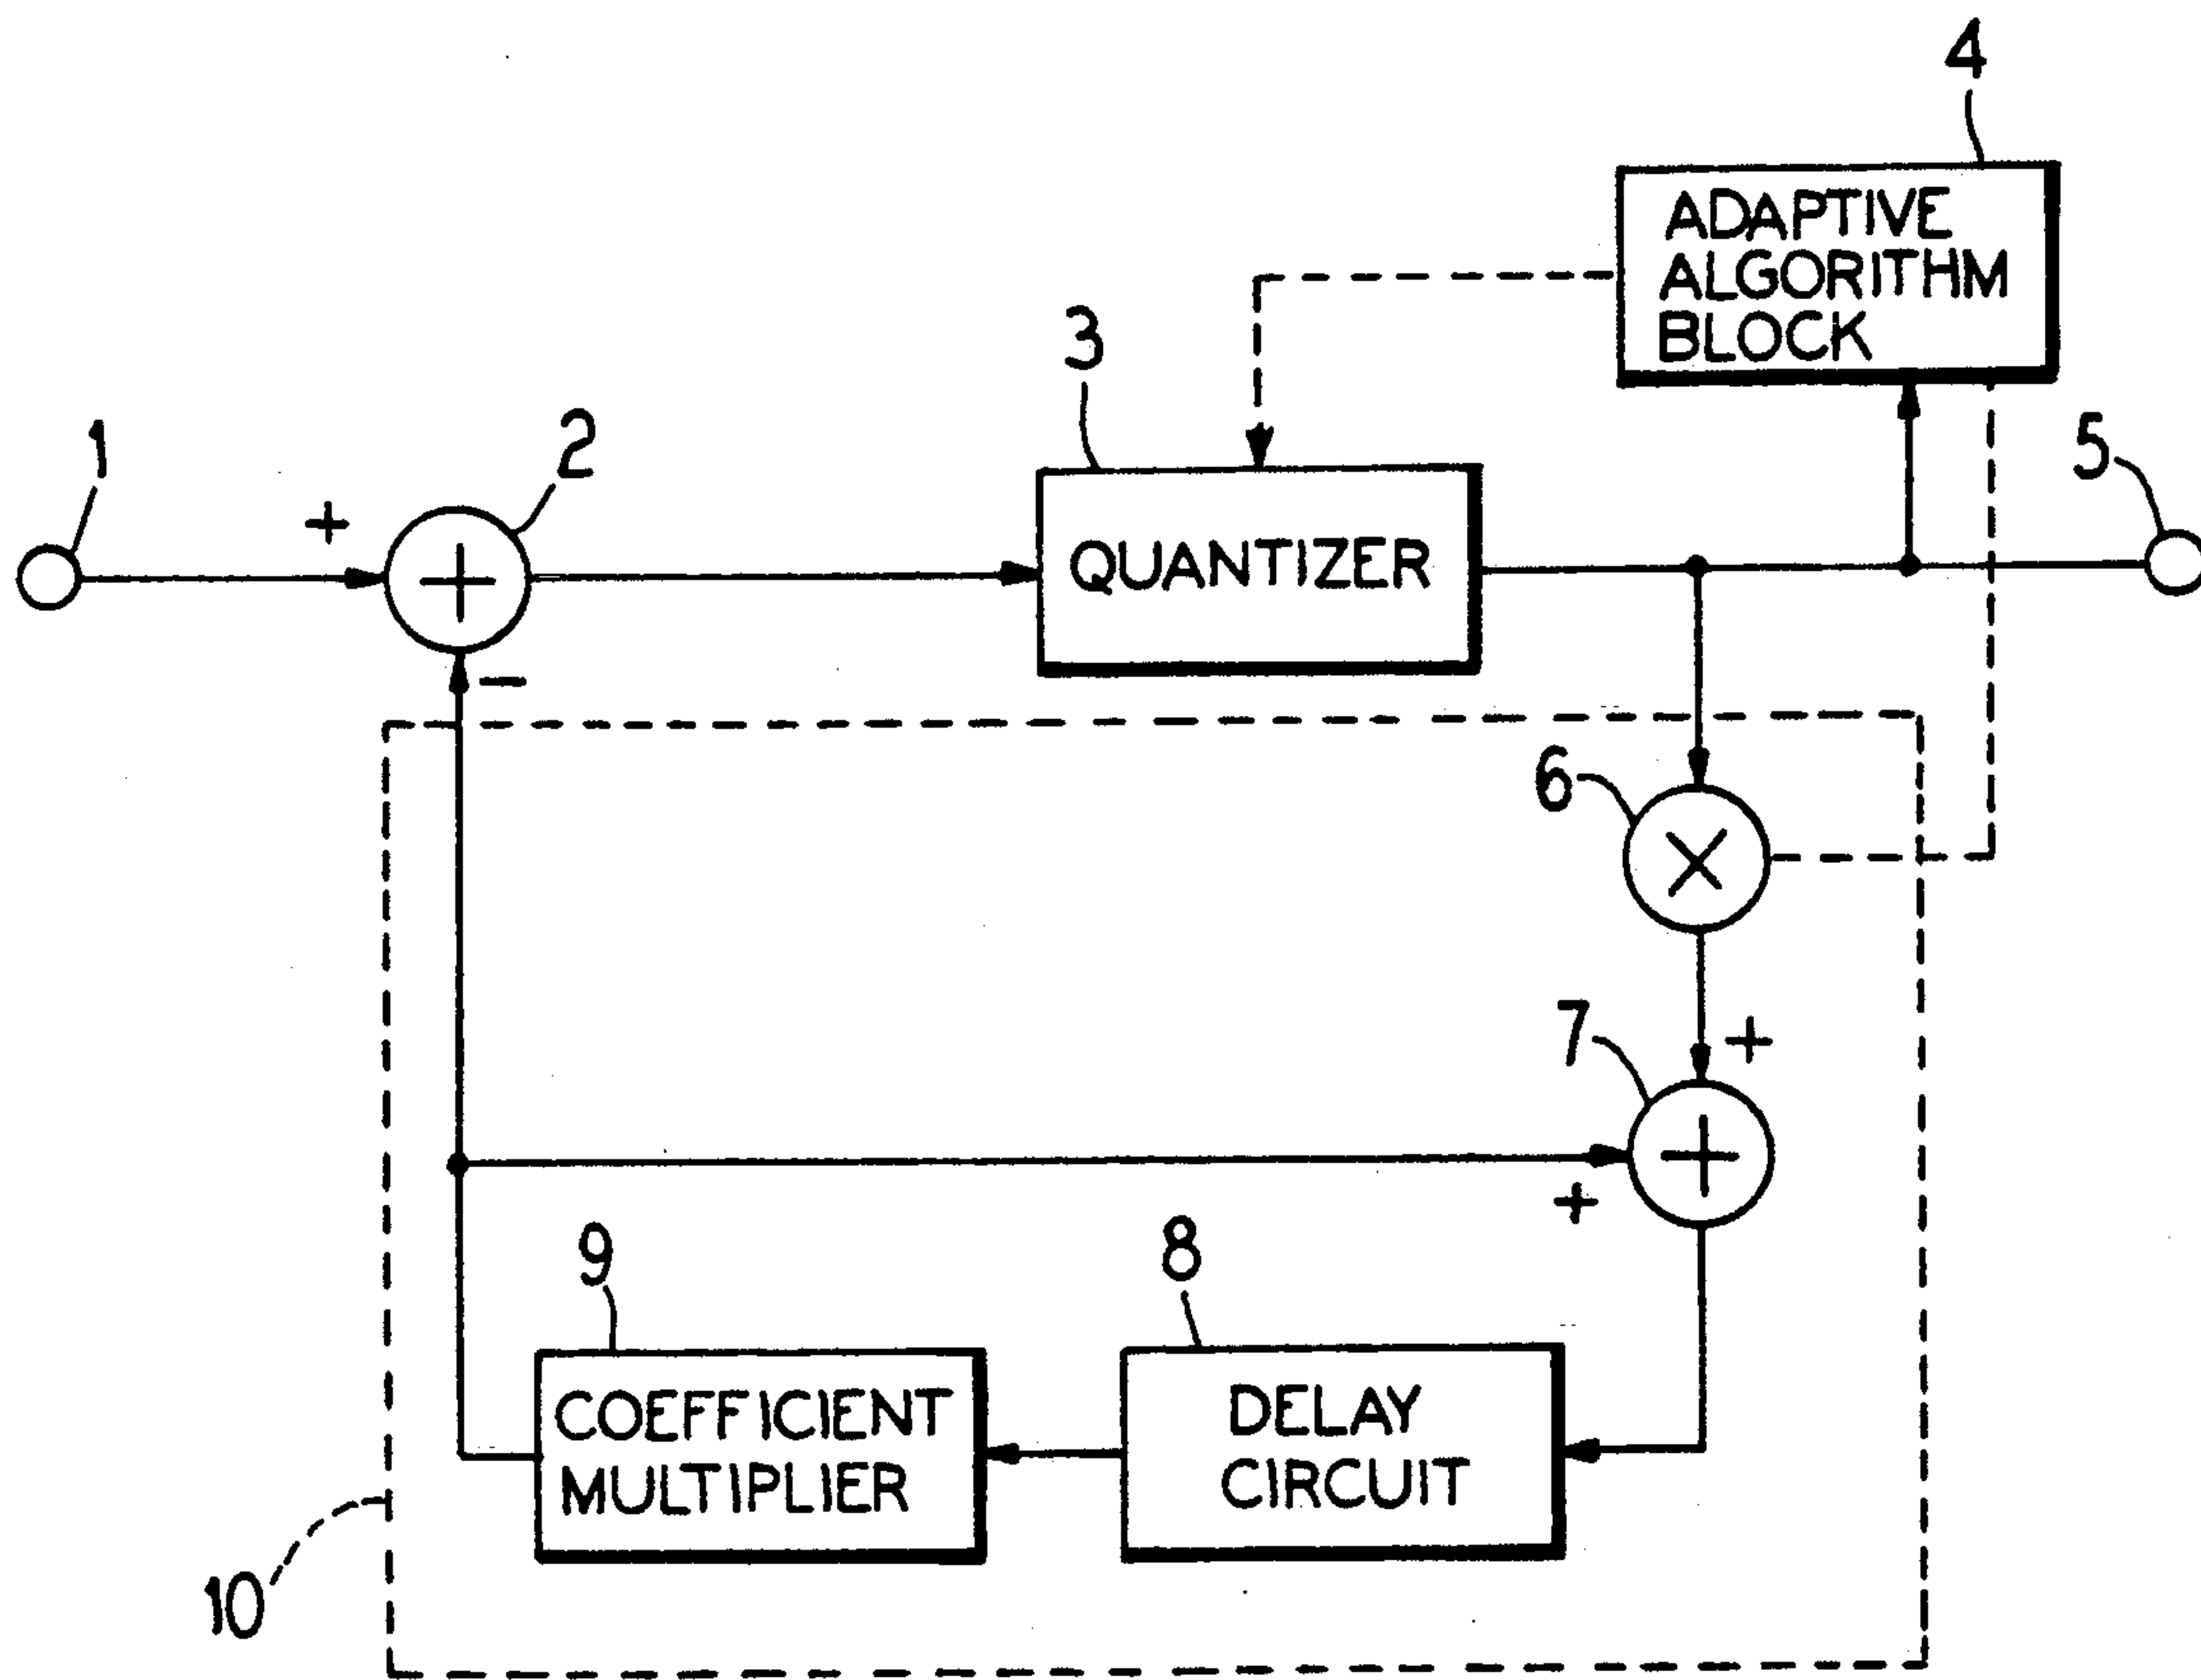 4
ADAPTIVE
ALGORITHM
BLOCK
3
1
+
2
5
QUANTIZER
+
−
6
×
7
+
+
+
9
8
COEFFICIENT
MULTIPLIER
DELAY
CIRCUIT
10